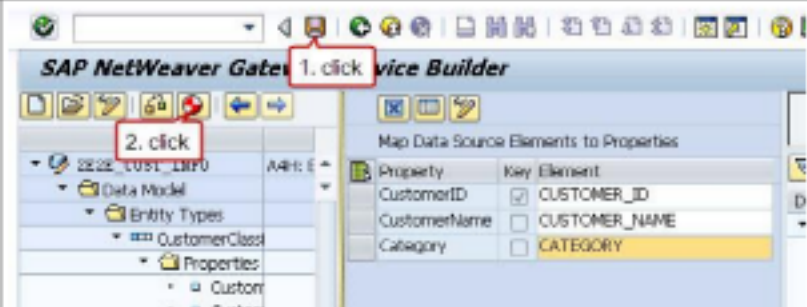 1. click
SAP NetWeaver Gate vice Builder
2. click
Map Data Source Elements to Properties
A4H: E
Property Key Element
Data Model
CustomerID CUSTOMER_ID
Entity Types
CustomerName CUSTOMER_NAME
CustomerClassi
Category CATEGORY
Properties
Custom